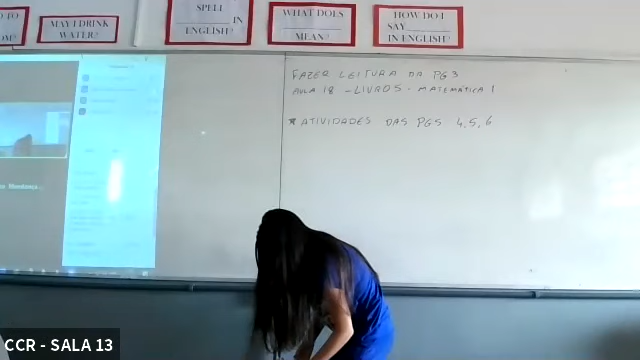 MAY I DRINK
WATER?
SPELL
IN
ENGLISH?
WHAT DOES
MEAN?
HOW DO I
SAY
IN ENGLISH?
FAZER LEITURA DA PG 3
AULA 18 - LIVROS - MATEMÁTICA 1
* ATIVIDADES DAS PGS 4,5,6
CCR - SALA 13